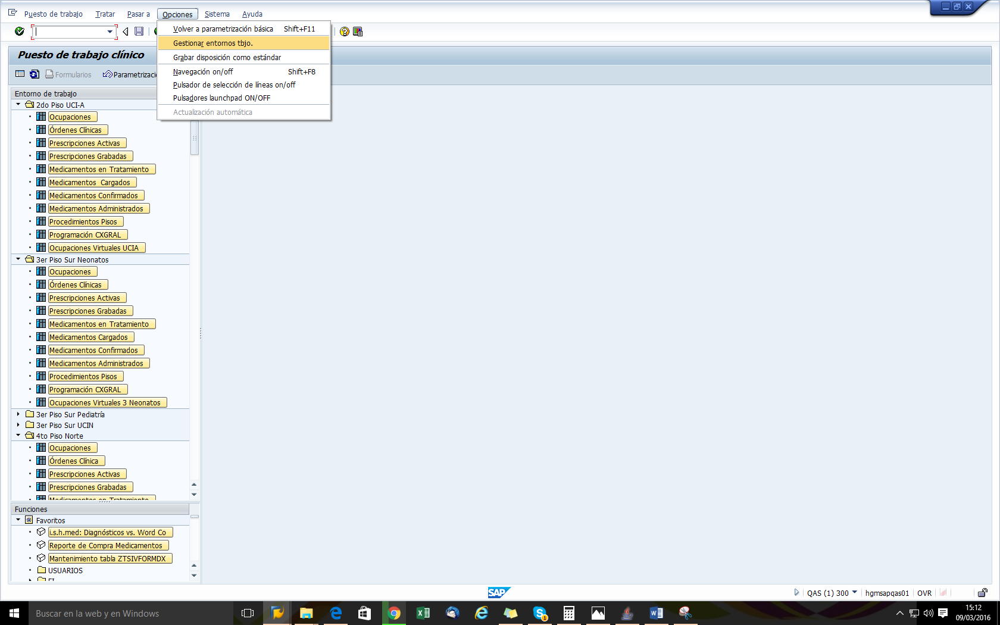 Puesto de trabajo Tratar Pasar a Opciones Sistema Ayuda
Volver a parametrización básica Shift+F11
Gestionar entornos tbjo.
Grabar disposición como estándar
Navegación on/off Shift+F8
Pulsador de selección de líneas on/off
Pulsadores launchpad ON/OFF
Actualización automática
Puesto de trabajo clínico
Formularios Parametrizaci
Entorno de trabajo
2do Piso UCI-A
Ocupaciones
Órdenes Clínicas
Prescripciones Activas
Prescripciones Grabadas
Medicamentos en Tratamiento
Medicamentos  Cargados
Medicamentos Confirmados
Medicamentos Administrados
Procedimientos Pisos
Programación CXGRAL
Ocupaciones Virtuales UCIA
3er Piso Sur Neonatos
Ocupaciones
Órdenes Clínicas
Prescripciones Activas
Prescripciones Grabadas
Medicamentos en Tratamiento
Medicamentos Cargados
Medicamentos Confirmados
Medicamentos Administrados
Procedimientos Pisos
Programación CXGRAL
Ocupaciones Virtuales 3 Neonatos
3er Piso Sur Pediatría
3er Piso Sur UCIN
4to Piso Norte
Ocupaciones
Órdenes Clínica
Prescripciones Activas
Prescripciones Grabadas
Medicamentos en Tratamiento
Funciones
Favoritos
i.s.h.med: Diagnósticos vs. Word Co
Reporte de Compra Medicamentos
Mantenimiento tabla ZTSIVFORMDX
USUARIOS
SAP
QAS (1) 300 hgmsapqas01 OVR
Buscar en la web y en Windows
15:12
09/03/2016